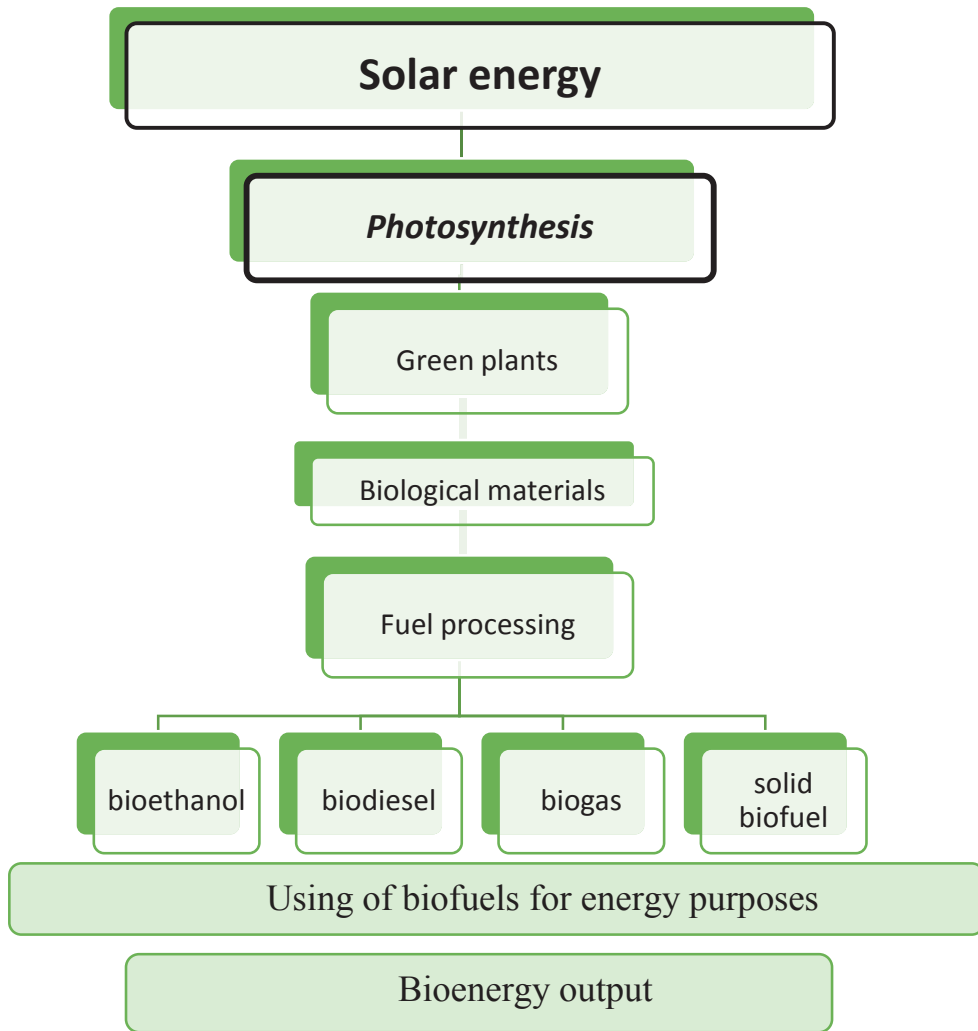 Solar energy
Photosynthesis
Green plants
Biological materials
Fuel processing
bioethanol
biodiesel
biogas
solid
biofuel
Using of biofuels for energy purposes
Bioenergy output